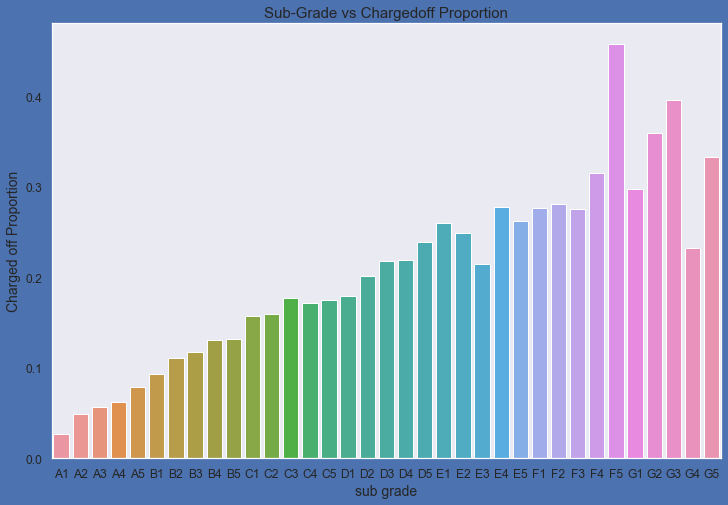 Sub-Grade vs Chargedoff Proportion
Charged off Proportion
0.4
0.3
0.2
0.1
0.0
A1 A2 A3 A4 A5 B1 B2 B3 B4 B5 C1 C2 C3 C4 C5 D1 D2 D3 D4 D5 E1 E2 E3 E4 E5 F1 F2 F3 F4 F5 G1 G2 G3 G4 G5
sub grade